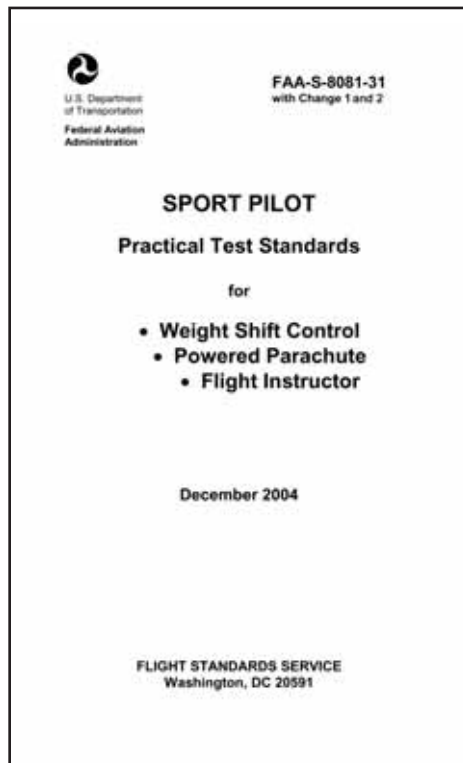 U.S. Department
of Transportation
Federal Aviation
Administration
FAA-S-8081-31
with Change 1 and 2
SPORT PILOT
Practical Test Standards
for
• Weight Shift Control
• Powered Parachute
• Flight Instructor
December 2004
FLIGHT STANDARDS SERVICE
Washington, DC 20591